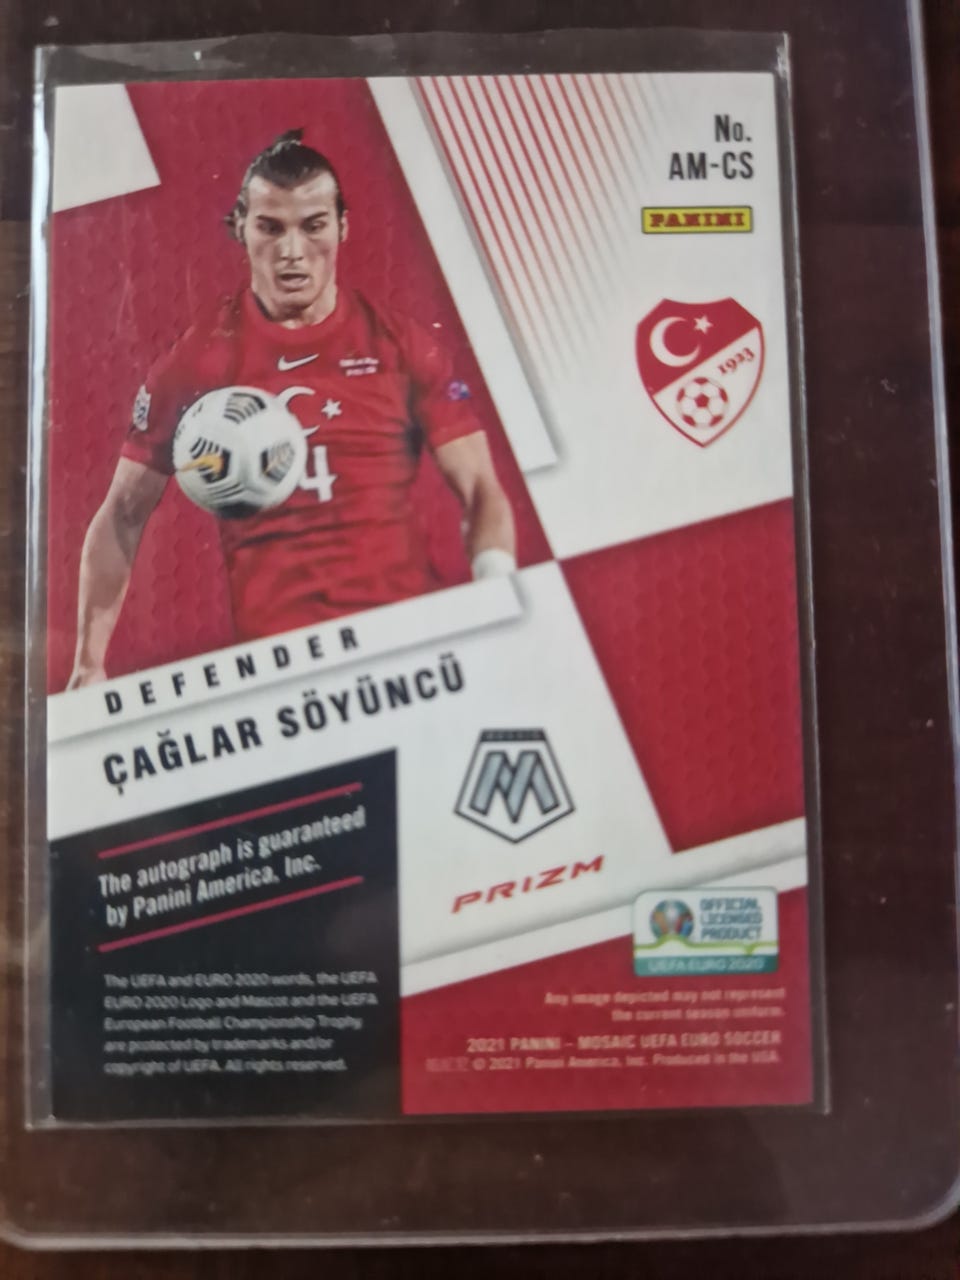 No.
AM-CS
PANINI
1923
4
DEFENDER
ÇAĞLAR SÖYÜNCÜ
MOSAIC
M
PRIZM
The autograph is guaranteed
by Panini America, Inc.
OFFICIAL
LICENSED
PRODUCT
UEFA EURO 2020
The UEFA and EURO 2020 words, the UEFA
EURO 2020 Logo and Mascot and the UEFA
European Football Championship Trophy
are protected by trademarks and/or
copyright of UEFA. All rights reserved.
Any image depicted may not represent
the current season uniform.
2021 PANINI – MOSAIC UEFA EURO SOCCER
© 2021 Panini America, Inc. Produced in the USA.